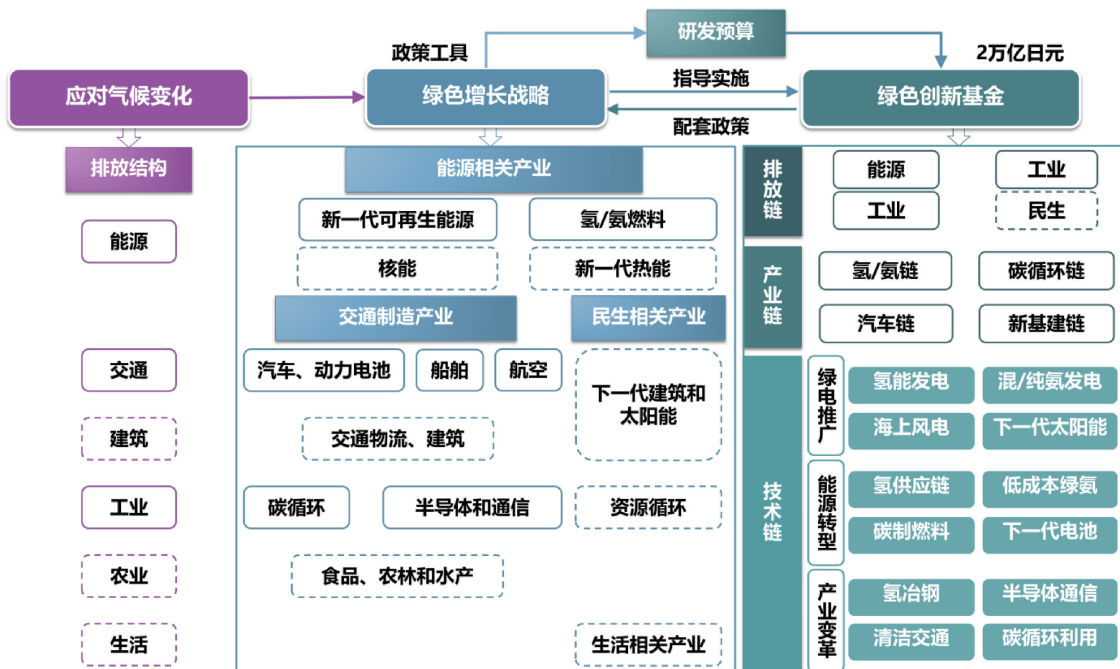 研发预算
政策工具
2万亿日元
应对气候变化
绿色增长战略
指导实施
绿色创新基金
配套政策
排放结构
能源
交通
建筑
工业
农业
生活
能源相关产业
新一代可再生能源
氢/氨燃料
核能
新一代热能
交通制造产业
民生相关产业
汽车、动力电池
船舶
航空
下一代建筑和
太阳能
交通物流、建筑
碳循环
半导体和通信
资源循环
食品、农林和水产
生活相关产业
排放链
能源
工业
工业
民生
产业链
氢/氨链
碳循环链
汽车链
新基建链
技术链
绿电推广
氢能发电
混/纯氨发电
海上风电
下一代太阳能
能源转型
氢供应链
低成本绿氨
碳制燃料
下一代电池
产业变革
氢冶钢
半导体通信
清洁交通
碳循环利用